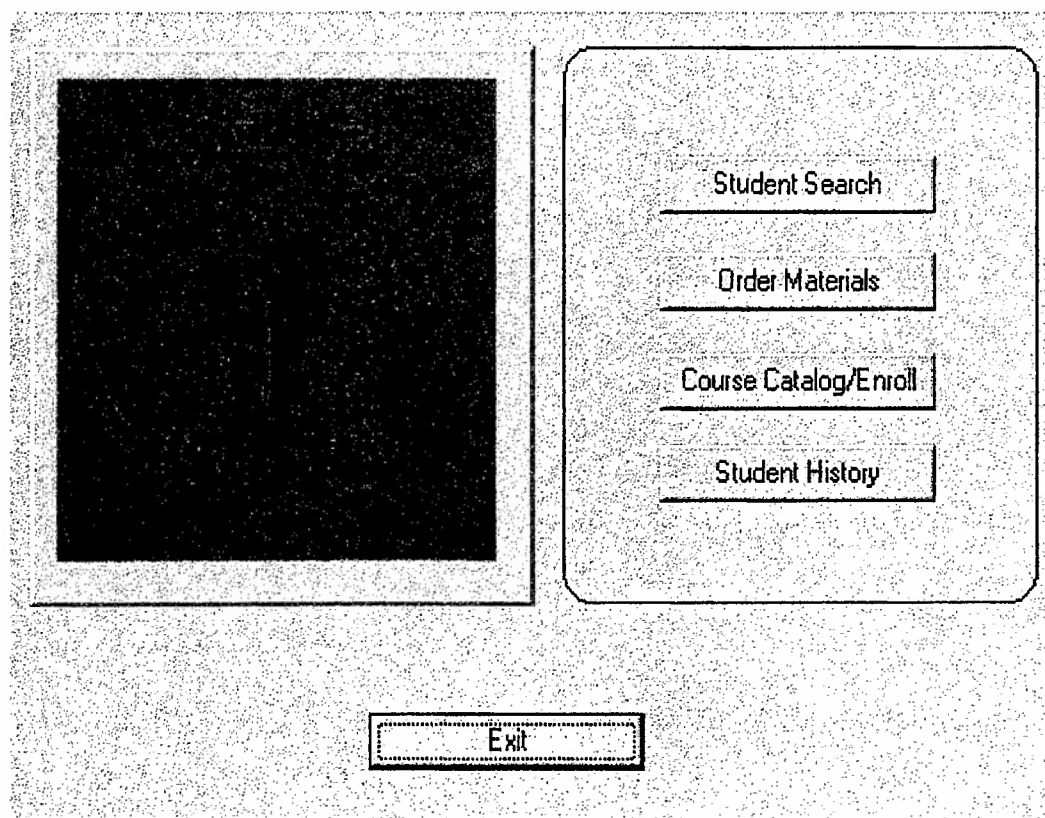 Student Search
Order Materials
Course Catalog/Enroll
Student History
Exit